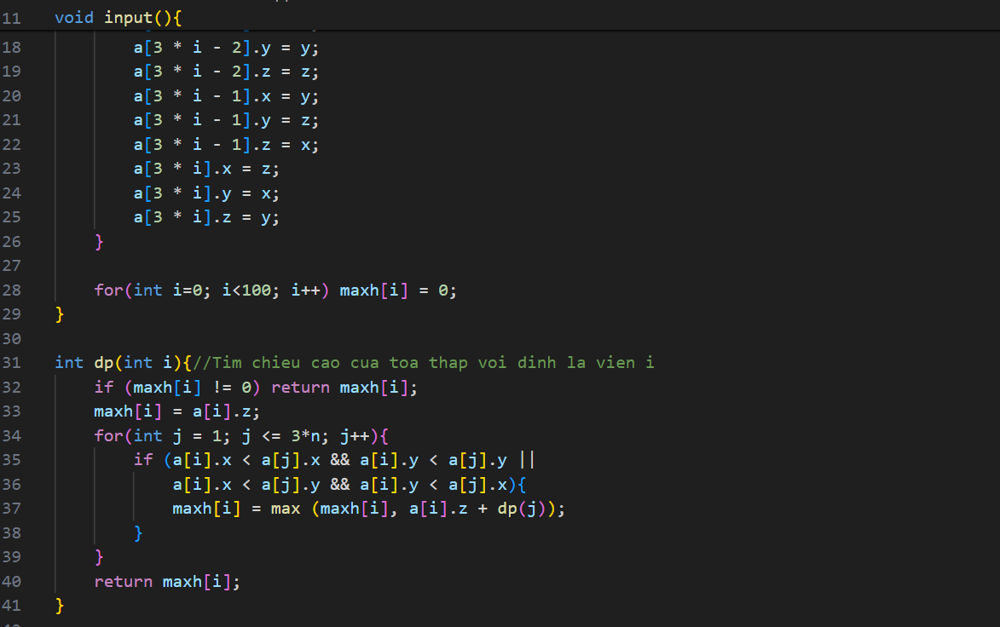 11 void input(){
18 a[3 * i - 2].y = y;
19 a[3 * i - 2].z = z;
20 a[3 * i - 1].x = y;
21 a[3 * i - 1].y = z;
22 a[3 * i - 1].z = x;
23 a[3 * i].x = z;
24 a[3 * i].y = x;
25 a[3 * i].z = y;
26 }
27
28 for(int i=0; i<100; i++) maxh[i] = 0;
29 }
30
31 int dp(int i){//Tim chieu cao cua toa thap voi dinh la vien i
32 if (maxh[i] != 0) return maxh[i];
33 maxh[i] = a[i].z;
34 for(int j = 1; j <= 3*n; j++){
35 if (a[i].x < a[j].x && a[i].y < a[j].y ||
36 a[i].x < a[j].y && a[i].y < a[j].x){
37 maxh[i] = max (maxh[i], a[i].z + dp(j));
38 }
39 }
40 return maxh[i];
41 }